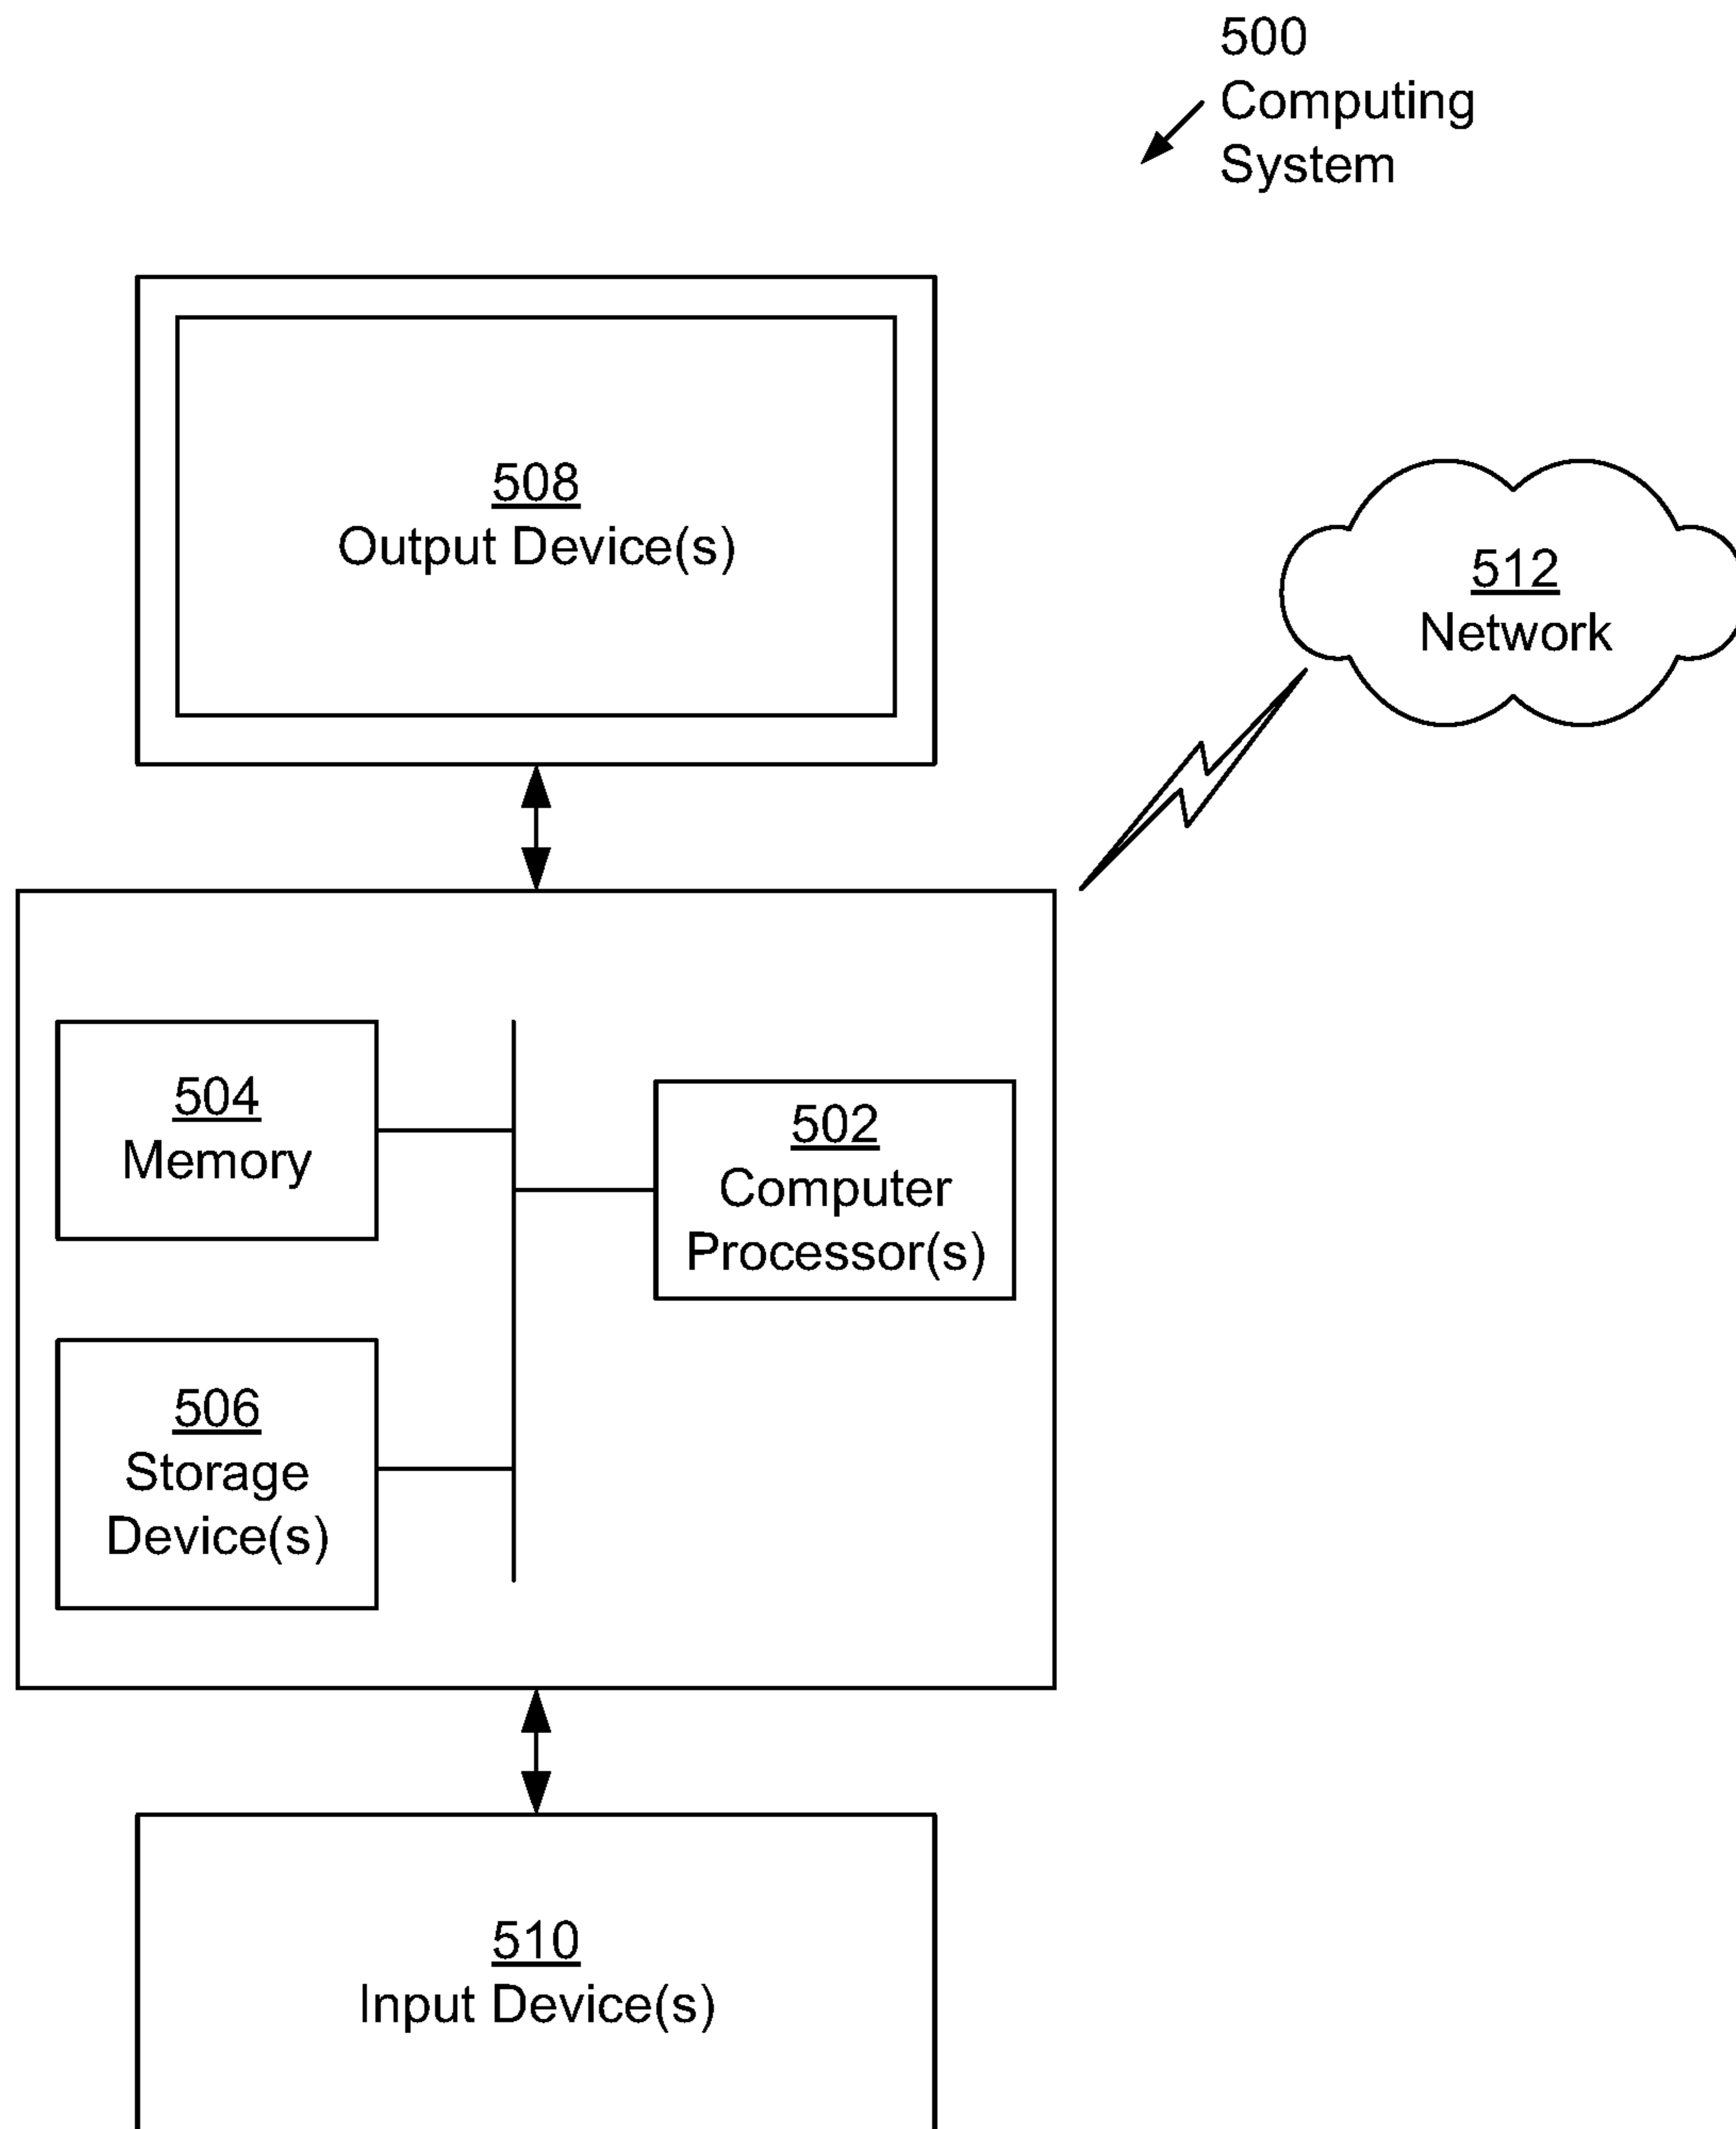 500
Computing
System
508
Output Device(s)
512
Network
504
Memory
502
Computer
Processor(s)
506
Storage
Device(s)
510
Input Device(s)